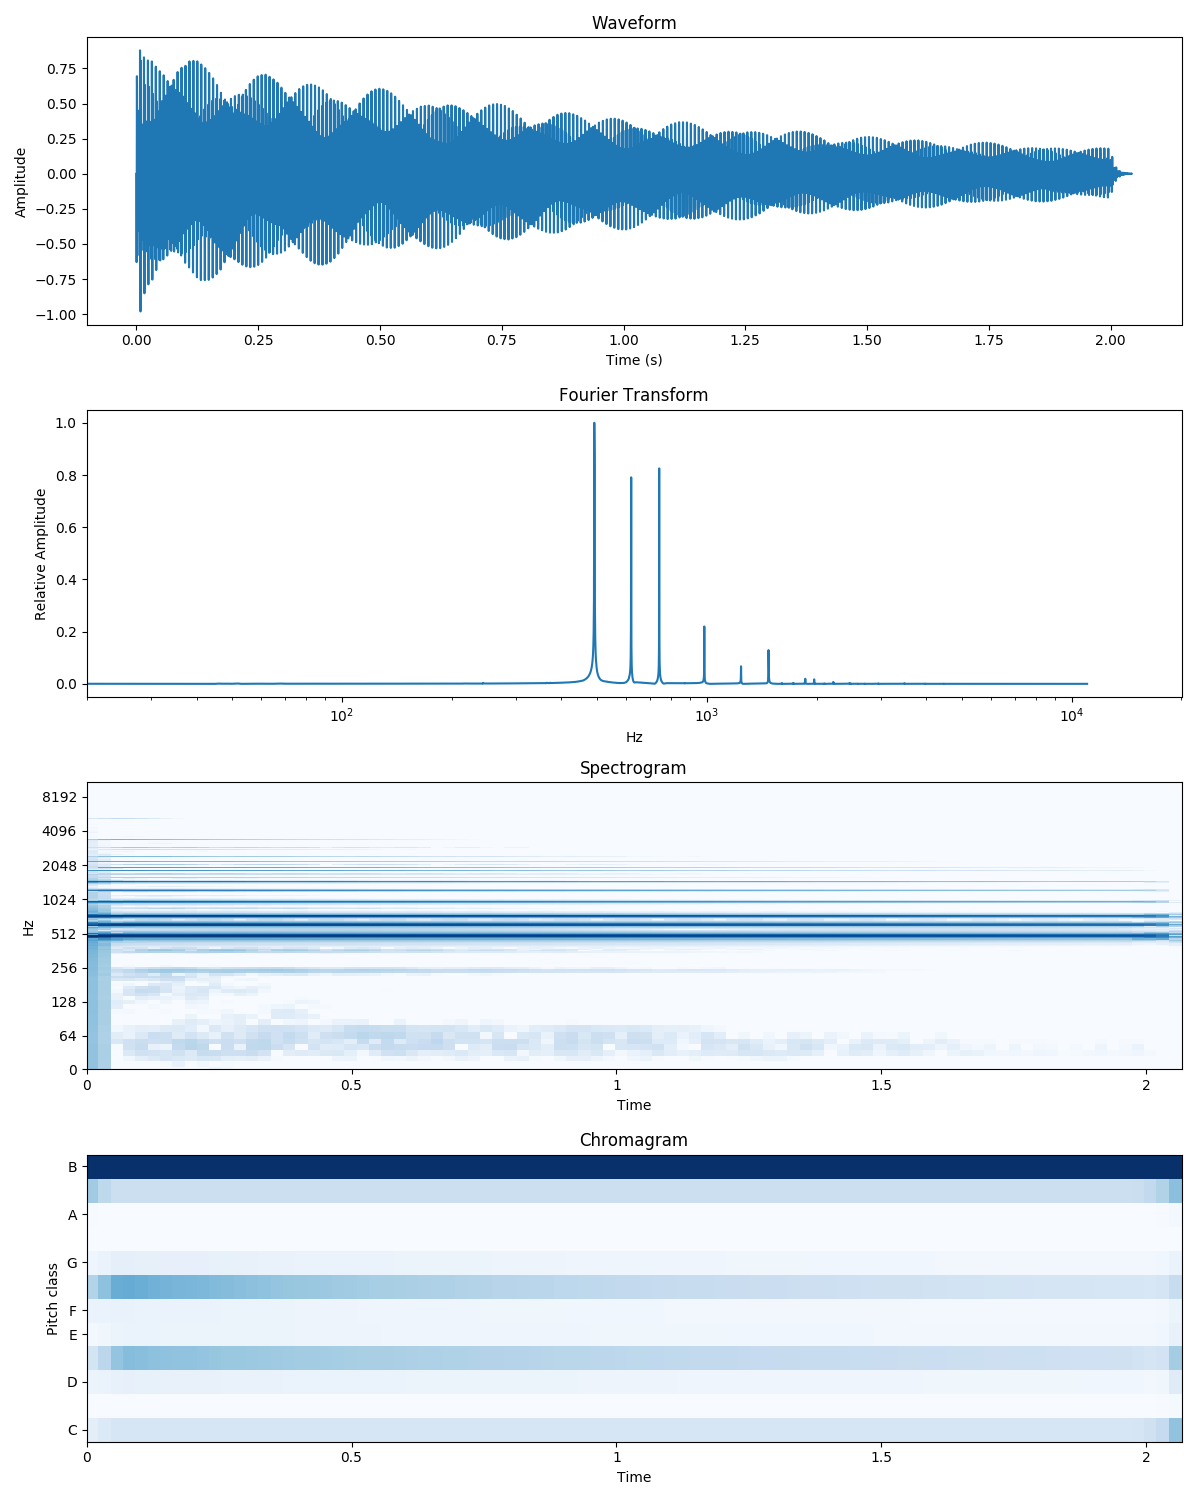 Waveform
0.75
0.50
0.25
0.00
−0.25
−0.50
−0.75
−1.00
Amplitude
0.00 0.25 0.50 0.75 1.00 1.25 1.50 1.75 2.00
Time (s)
Fourier Transform
1.0
0.8
0.6
0.4
0.2
0.0
Relative Amplitude
10² 10³ 10⁴
Hz
Spectrogram
8192
4096
2048
1024
512
256
128
64
0
Hz
0 0.5 1 1.5 2
Time
Chromagram
B
A
G
F
E
D
C
Pitch class
0 0.5 1 1.5 2
Time